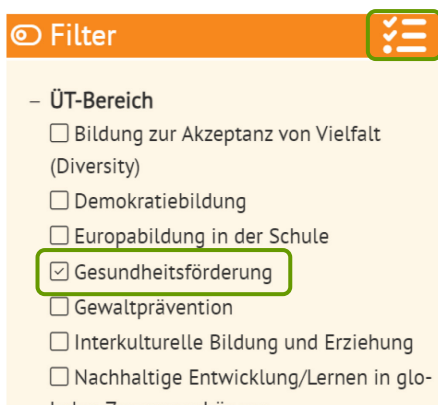 Filter
– ÜT-Bereich
Bildung zur Akzeptanz von Vielfalt
(Diversity)
Demokratiebildung
Europabildung in der Schule
Gesundheitsförderung
Gewaltprävention
Interkulturelle Bildung und Erziehung
Nachhaltige Entwicklung/Lernen in glo-